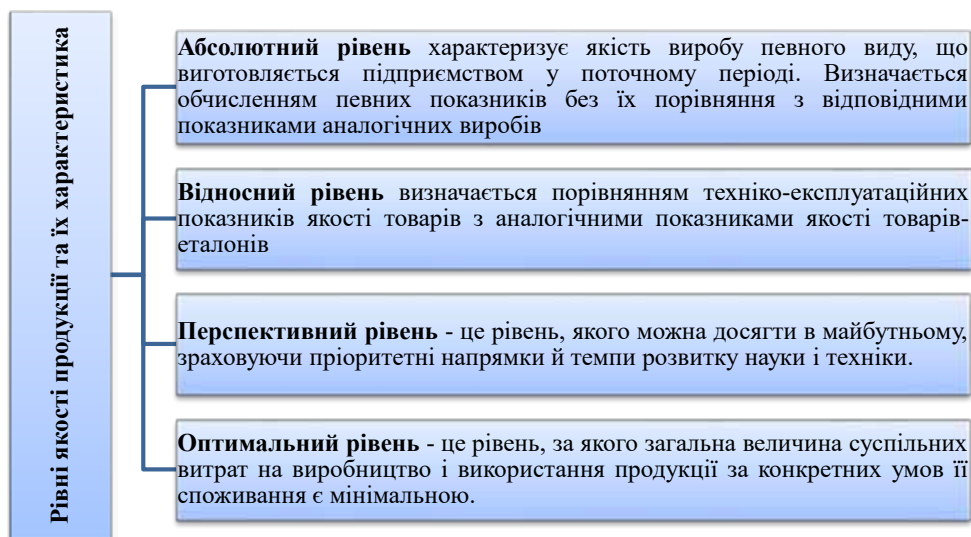 Рівні якості продукції та їх характеристика
Абсолютний рівень характеризує якість виробу певного виду, що
виготовляється підприємством у поточному періоді. Визначається
обчисленням певних показників без їх порівняння з відповідними
показниками аналогічних виробів
Відносний рівень визначається порівнянням техніко-експлуатаційних
показників якості товарів з аналогічними показниками якості товарів-
еталонів
Перспективний рівень - це рівень, якого можна досягти в майбутньому,
зраховуючи пріоритетні напрямки й темпи розвитку науки і техніки.
Оптимальний рівень - це рівень, за якого загальна величина суспільних
витрат на виробництво і використання продукції за конкретних умов її
споживання є мінімальною.